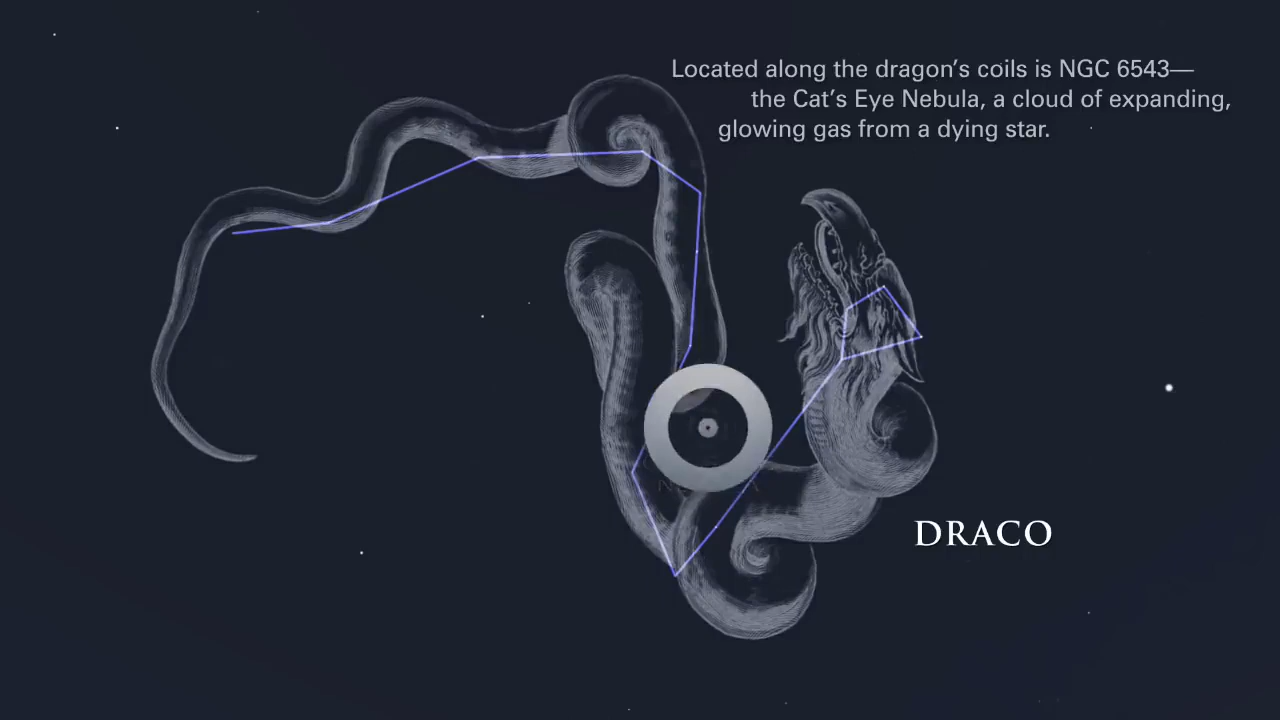 Located along the dragon's coils is NGC 6543—
the Cat's Eye Nebula, a cloud of expanding,
glowing gas from a dying star.
DRACO